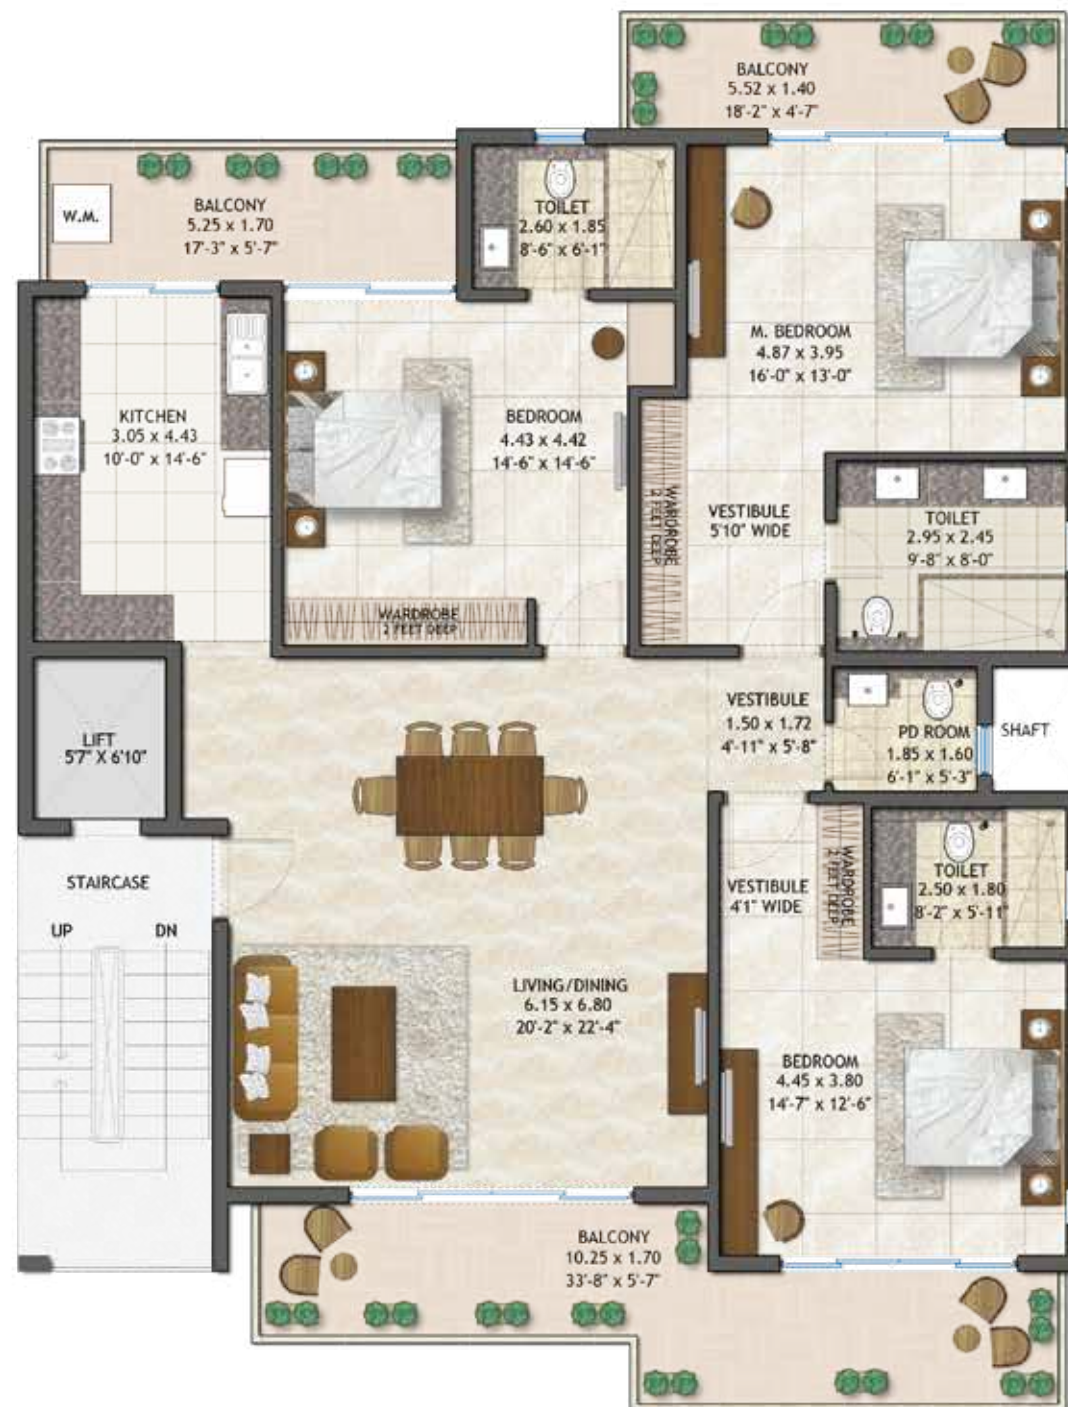 BALCONY
5.52 x 1.40
18'-2" x 4'-7"
W.M.
BALCONY
5.25 x 1.70
17'-3" x 5'-7"
TOILET
2.60 x 1.85
8'-6" x 6'-1"
M. BEDROOM
4.87 x 3.95
16'-0" x 13'-0"
KITCHEN
3.05 x 4.43
10'-0" x 14'-6"
BEDROOM
4.43 x 4.42
14'-6" x 14'-6"
WARDROBE
2 FEET DEEP
VESTIBULE
5'10" WIDE
TOILET
2.95 x 2.45
9'-8" x 8'-0"
WARDROBE
2 FEET DEEP
LIFT
5'7" X 6'10"
VESTIBULE
1.50 x 1.72
4'-11" x 5'-8"
PD ROOM
1.85 x 1.60
6'-1" x 5'-3"
SHAFT
STAIRCASE
UP
DN
VESTIBULE
4'1" WIDE
WARDROBE
2 FEET DEEP
TOILET
2.50 x 1.80
8'-2" x 5'-11"
LIVING/DINING
6.15 x 6.80
20'-2" x 22'-4"
BEDROOM
4.45 x 3.80
14'-7" x 12'-6"
BALCONY
10.25 x 1.70
33'-8" x 5'-7"